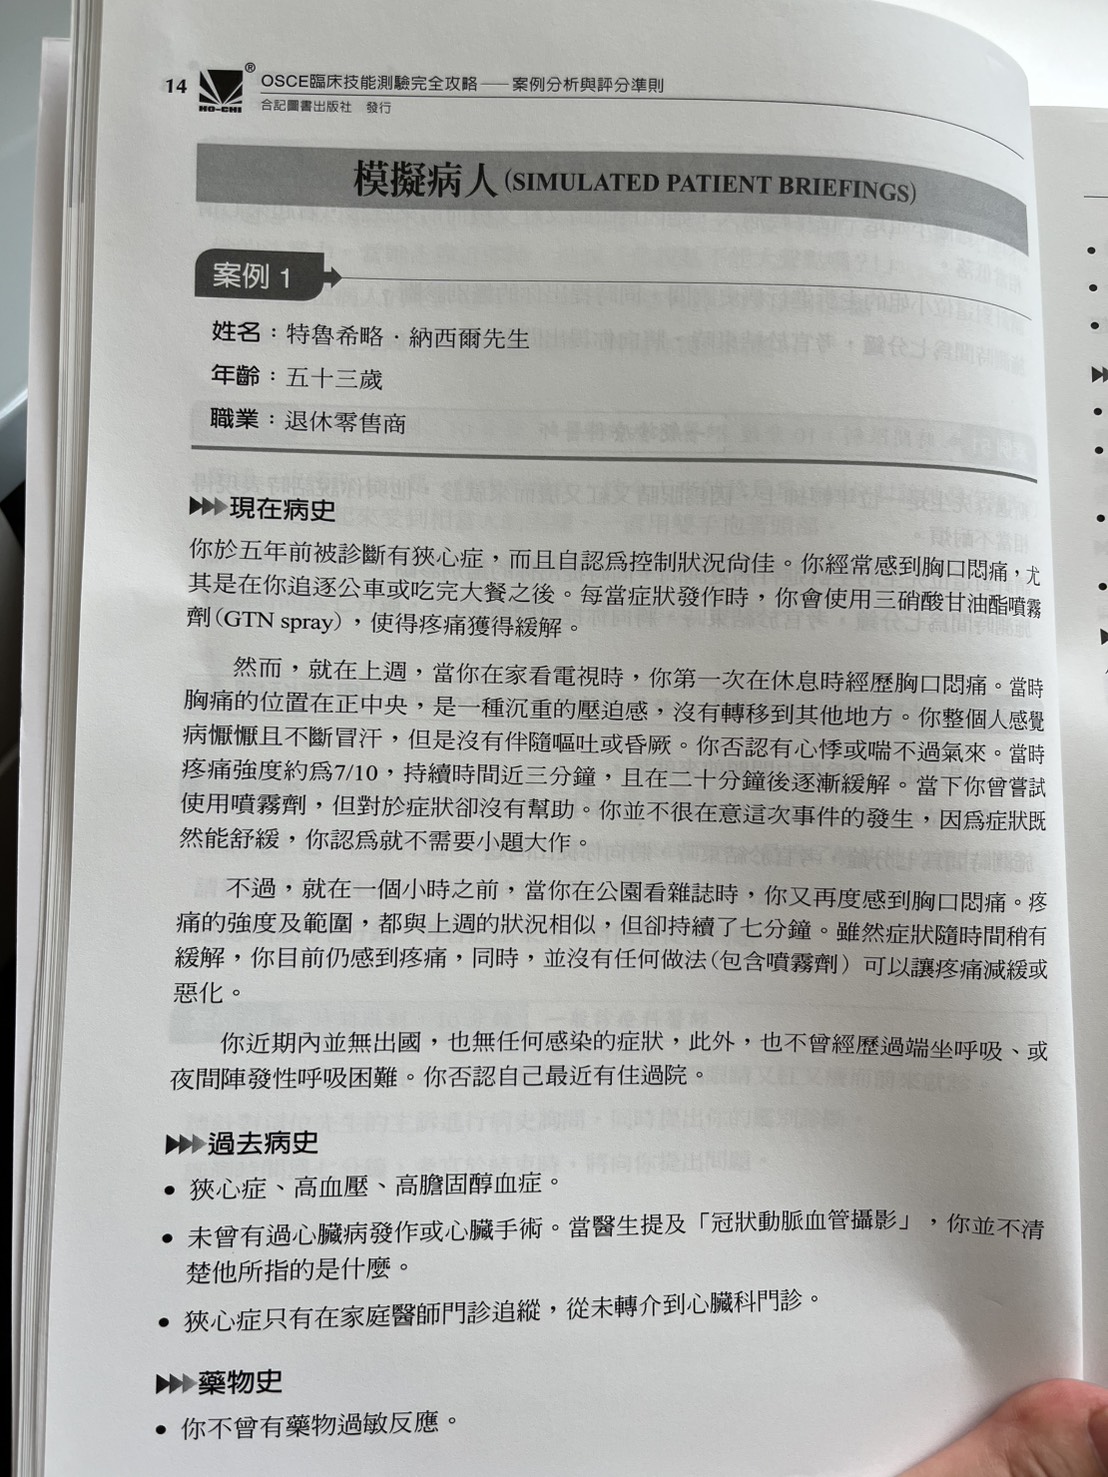 14
HO-CHI
®
OSCE臨床技能測驗完全攻略——案例分析與評分準則
合記圖書出版社 發行
模擬病人(SIMULATED PATIENT BRIEFINGS)
案例 1
姓名：特魯希略．納西爾先生
年齡：五十三歲
職業：退休零售商
現在病史
你於五年前被診斷有狹心症，而且自認爲控制狀況尚佳。你經常感到胸口悶痛，尤
其是在你追逐公車或吃完大餐之後。每當症狀發作時，你會使用三硝酸甘油酯噴霧
劑(GTN spray)，使得疼痛獲得緩解。
然而，就在上週，當你在家看電視時，你第一次在休息時經歷胸口悶痛。當時
胸痛的位置在正中央，是一種沉重的壓迫感，沒有轉移到其他地方。你整個人感覺
病懨懨且不斷冒汗，但是沒有伴隨嘔吐或昏厥。你否認有心悸或喘不過氣來。當時
疼痛強度約爲7/10，持續時間近三分鐘，且在二十分鐘後逐漸緩解。當下你曾嘗試
使用噴霧劑，但對於症狀卻沒有幫助。你並不很在意這次事件的發生，因爲症狀既
然能舒緩，你認爲就不需要小題大作。
不過，就在一個小時之前，當你在公園看雜誌時，你又再度感到胸口悶痛。疼
痛的強度及範圍，都與上週的狀況相似，但卻持續了七分鐘。雖然症狀隨時間稍有
緩解，你目前仍感到疼痛，同時，並沒有任何做法(包含噴霧劑）可以讓疼痛減緩或
惡化。
你近期內並無出國，也無任何感染的症狀，此外，也不曾經歷過端坐呼吸、或
夜間陣發性呼吸困難。你否認自己最近有住過院。
過去病史
• 狹心症、高血壓、高膽固醇血症。
• 未曾有過心臟病發作或心臟手術。當醫生提及「冠狀動脈血管攝影」，你並不清
楚他所指的是什麼。
• 狹心症只有在家庭醫師門診追蹤，從未轉介到心臟科門診。
藥物史
• 你不曾有藥物過敏反應。